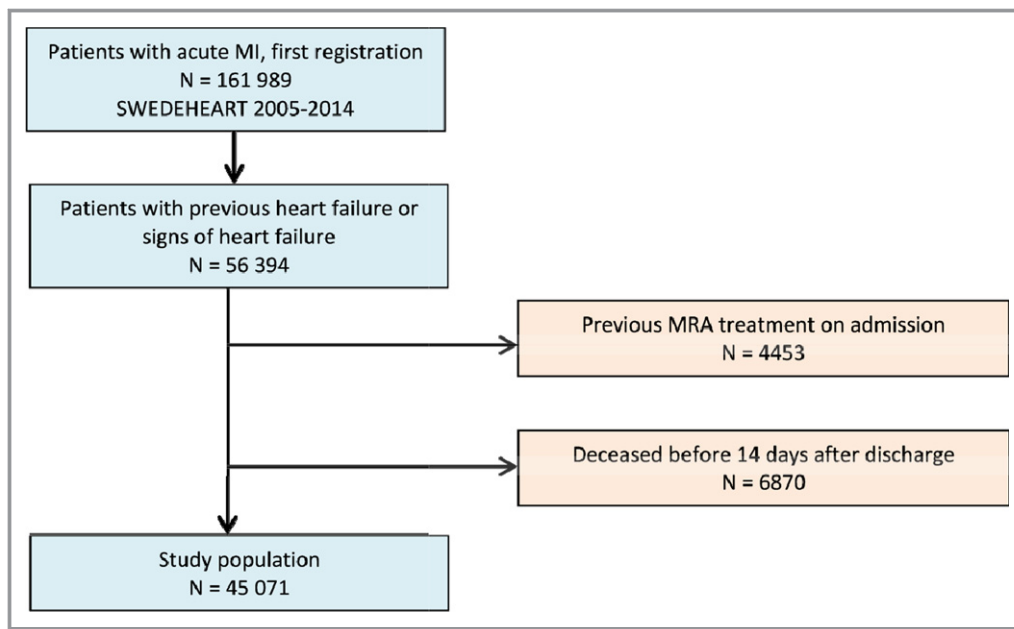 Patients with acute MI, first registration
N = 161 989
SWEDEHEART 2005-2014
Patients with previous heart failure or
signs of heart failure
N = 56 394
Previous MRA treatment on admission
N = 4453
Deceased before 14 days after discharge
N = 6870
Study population
N = 45 071